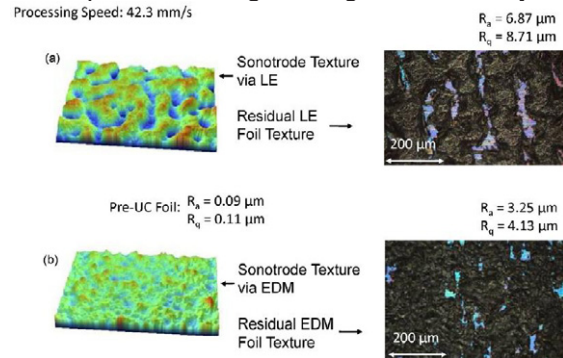 Processing Speed: 42.3 mm/s
Rₐ = 6.87 µm
R_q = 8.71 µm
(a)
Sonotrode Texture
via LE
Residual LE
Foil Texture
200 µm
Pre-UC Foil: Rₐ = 0.09 µm
R_q = 0.11 µm
Rₐ = 3.25 µm
R_q = 4.13 µm
(b)
Sonotrode Texture
via EDM
Residual EDM
Foil Texture
200 µm